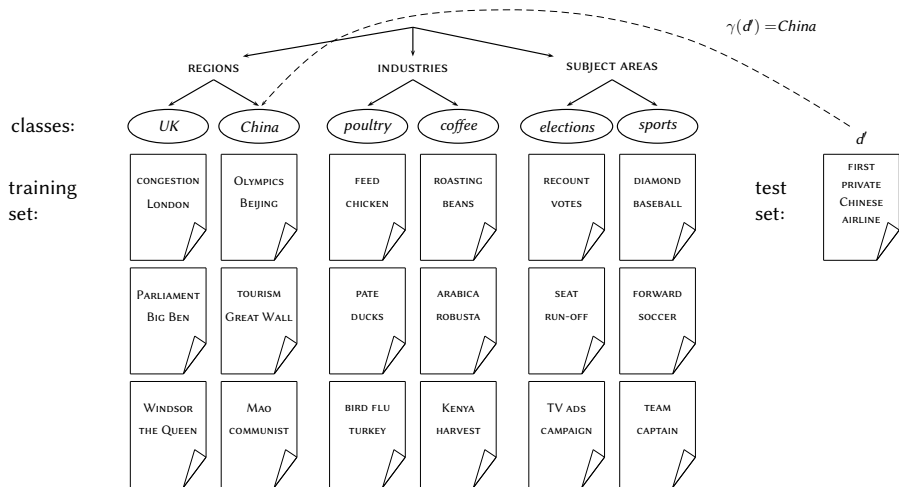 γ(d′) =China
REGIONS INDUSTRIES SUBJECT AREAS
classes: UK China poultry coffee elections sports
d′
training set:
test set:
CONGESTION
LONDON
OLYMPICS
BEIJING
FEED
CHICKEN
ROASTING
BEANS
RECOUNT
VOTES
DIAMOND
BASEBALL
FIRST
PRIVATE
CHINESE
AIRLINE
PARLIAMENT
BIG BEN
TOURISM
GREAT WALL
PATE
DUCKS
ARABICA
ROBUSTA
SEAT
RUN-OFF
FORWARD
SOCCER
WINDSOR
THE QUEEN
MAO
COMMUNIST
BIRD FLU
TURKEY
KENYA
HARVEST
TV ADS
CAMPAIGN
TEAM
CAPTAIN